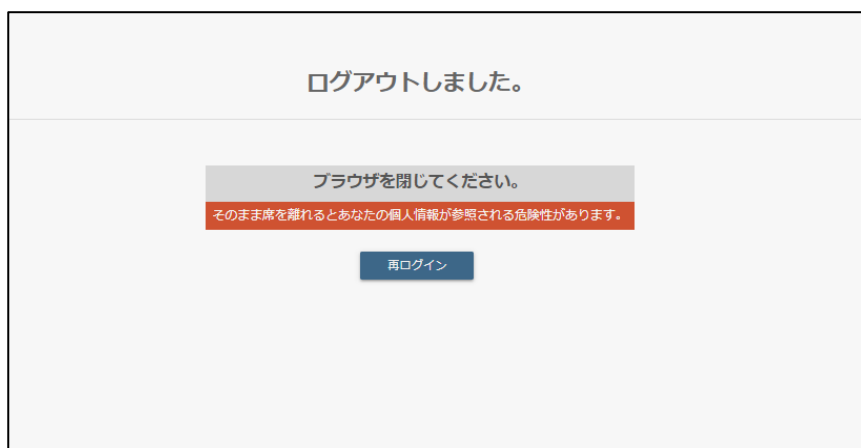 ログアウトしました。
ブラウザを閉じてください。
そのまま席を離れるとあなたの個人情報が参照される危険性があります。
再ログイン